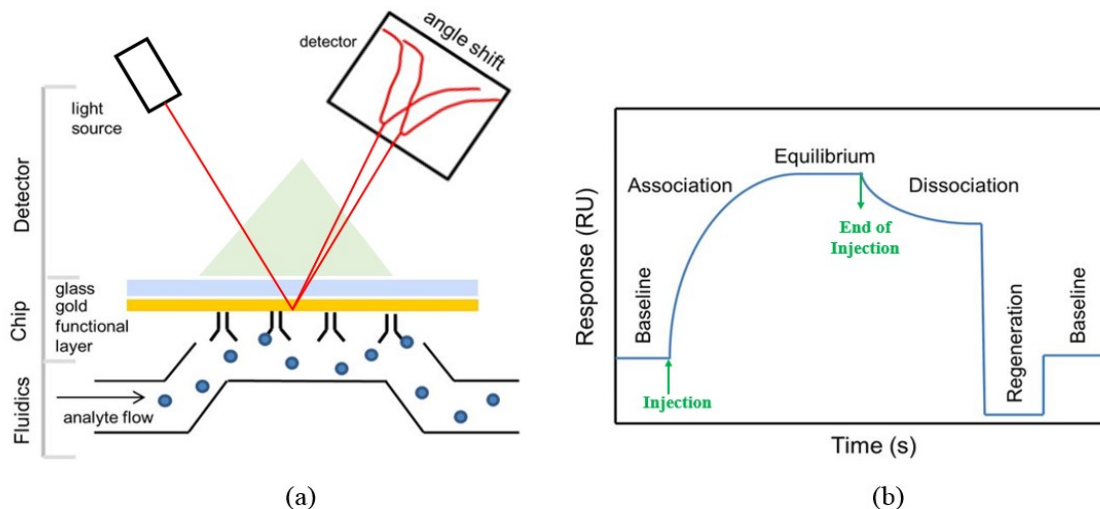 detector
angle shift
light
source
Detector
glass
gold
functional
layer
Chip
analyte flow
Fluidics
(a)
Equilibrium
Association
Dissociation
End of
Injection
Baseline
Injection
Regeneration
Baseline
Response (RU)
Time (s)
(b)